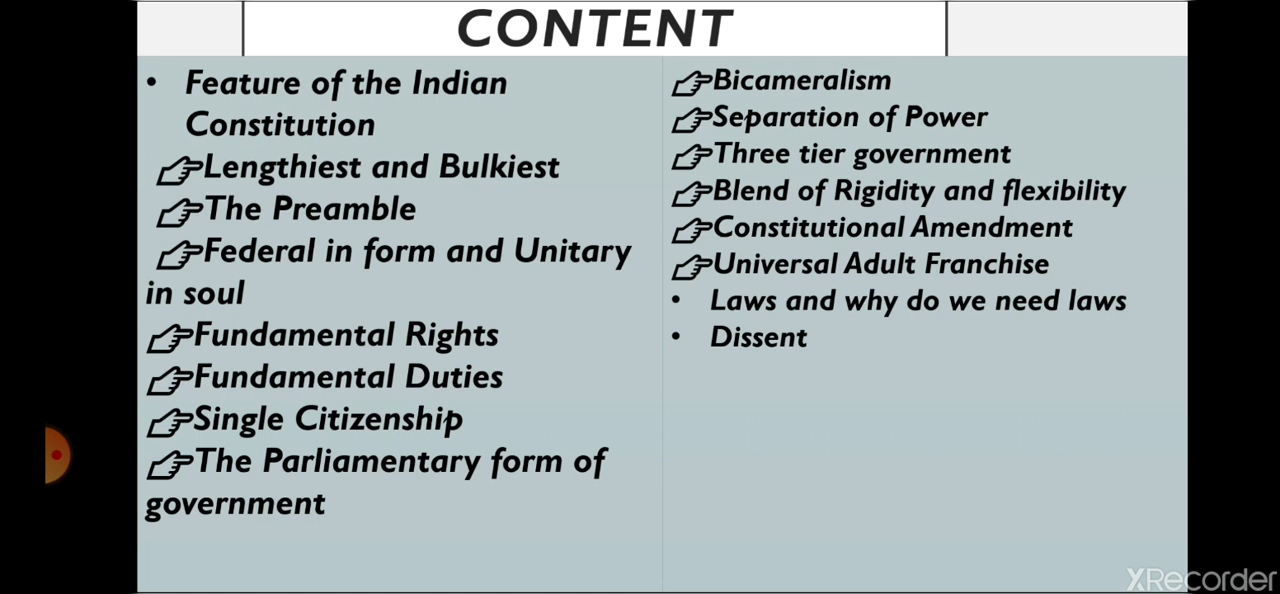 CONTENT
• Feature of the Indian
Constitution
Lengthiest and Bulkiest
The Preamble
Federal in form and Unitary
in soul
Fundamental Rights
Fundamental Duties
Single Citizenship
The Parliamentary form of
government
Bicameralism
Separation of Power
Three tier government
Blend of Rigidity and flexibility
Constitutional Amendment
Universal Adult Franchise
• Laws and why do we need laws
• Dissent
XRecorder